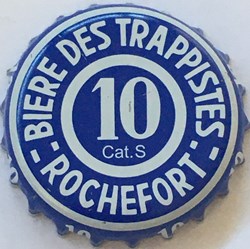 - BIERE DES TRAPPISTES -
ROCHEFORT
10
Cat.S